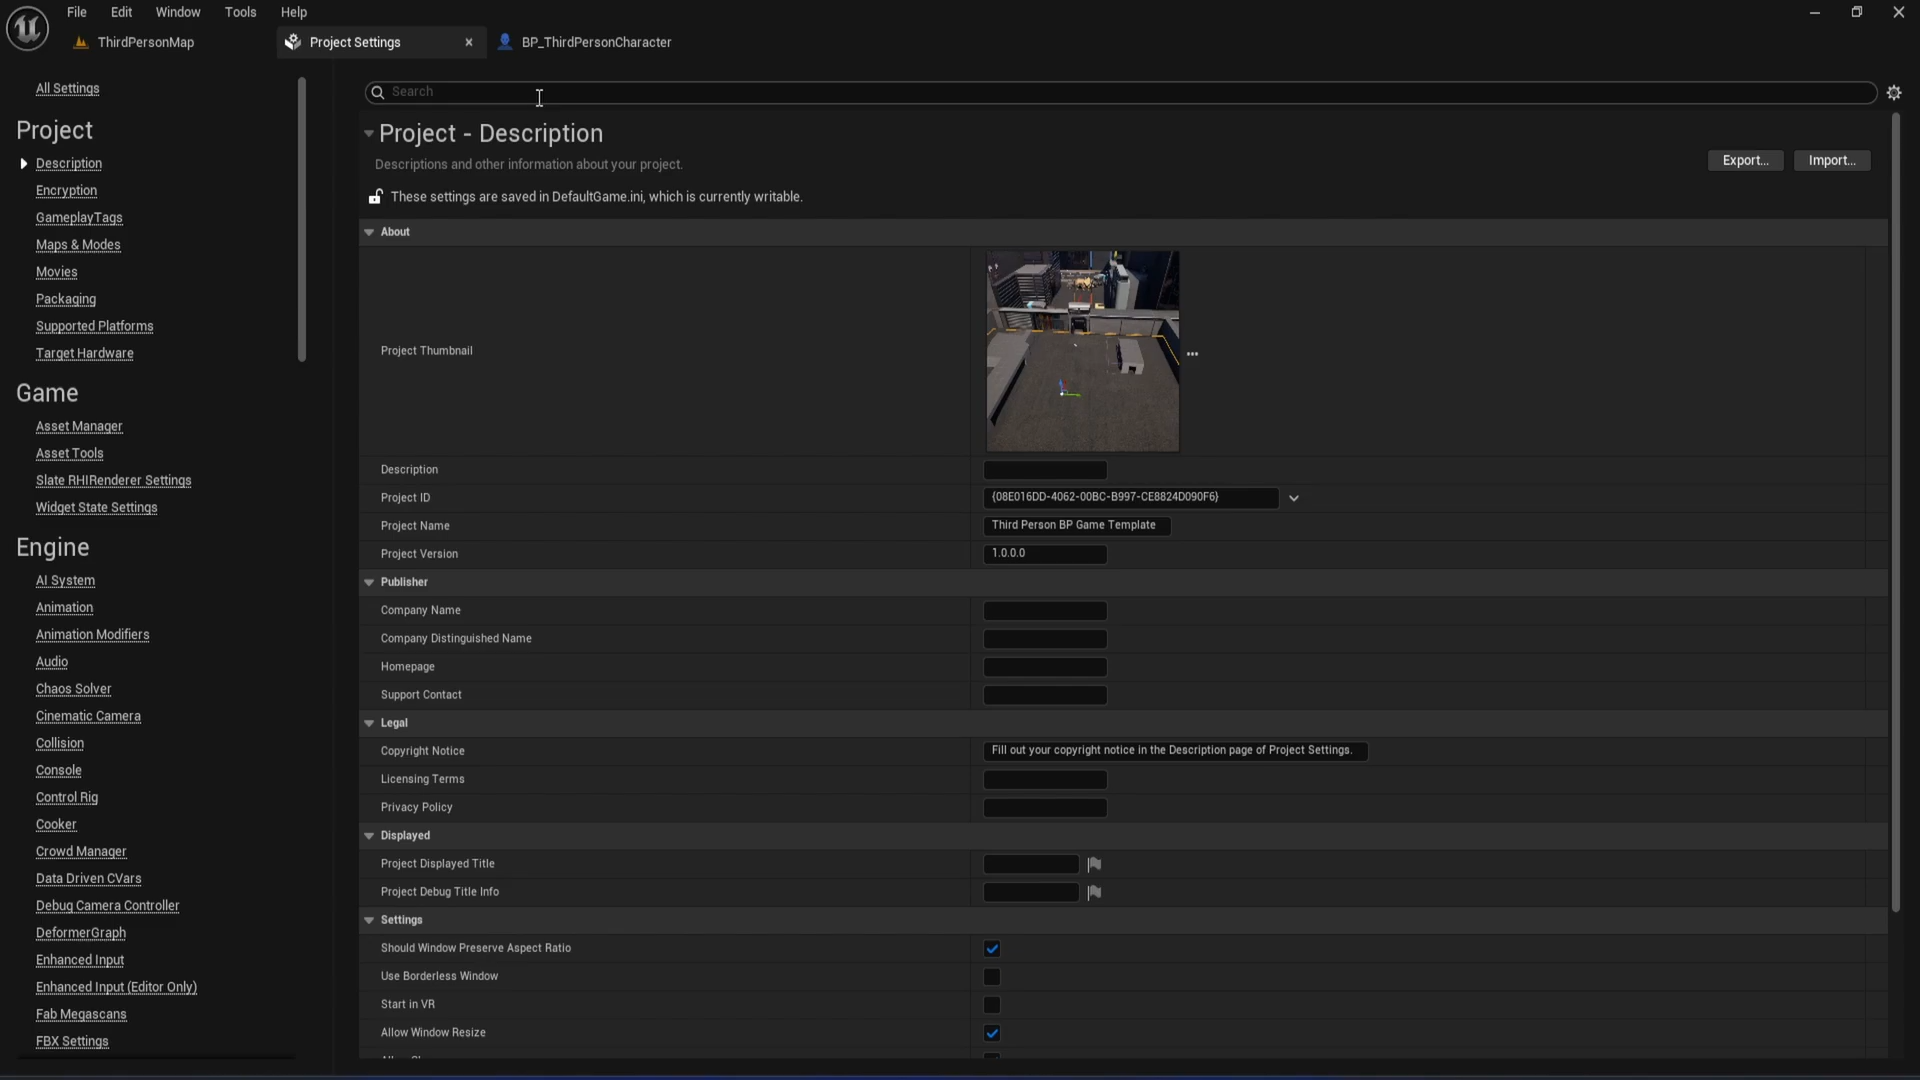 File Edit Window Tools Help
ThirdPersonMap Project Settings BP_ThirdPersonCharacter
All Settings
Project
Description
Encryption
GameplayTags
Maps & Modes
Movies
Packaging
Supported Platforms
Target Hardware
Game
Asset Manager
Asset Tools
Slate RHIRenderer Settings
Widget State Settings
Engine
AI System
Animation
Animation Modifiers
Audio
Chaos Solver
Cinematic Camera
Collision
Console
Control Rig
Cooker
Crowd Manager
Data Driven CVars
Debug Camera Controller
DeformerGraph
Enhanced Input
Enhanced Input (Editor Only)
Fab Megascans
FBX Settings
Search
Project - Description
Descriptions and other information about your project.
Export... Import...
These settings are saved in DefaultGame.ini, which is currently writable.
About
Project Thumbnail
Description
Project ID {08E016DD-4062-00BC-B997-CE8824D090F6}
Project Name Third Person BP Game Template
Project Version 1.0.0.0
Publisher
Company Name
Company Distinguished Name
Homepage
Support Contact
Legal
Copyright Notice Fill out your copyright notice in the Description page of Project Settings.
Licensing Terms
Privacy Policy
Displayed
Project Displayed Title
Project Debug Title Info
Settings
Should Window Preserve Aspect Ratio
Use Borderless Window
Start in VR
Allow Window Resize